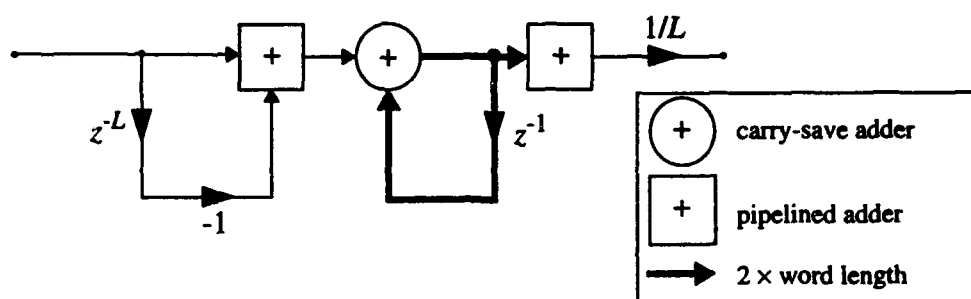 1/L
+
+
+
z^-L
z^-1
-1
+ carry-save adder
+ pipelined adder
2 × word length